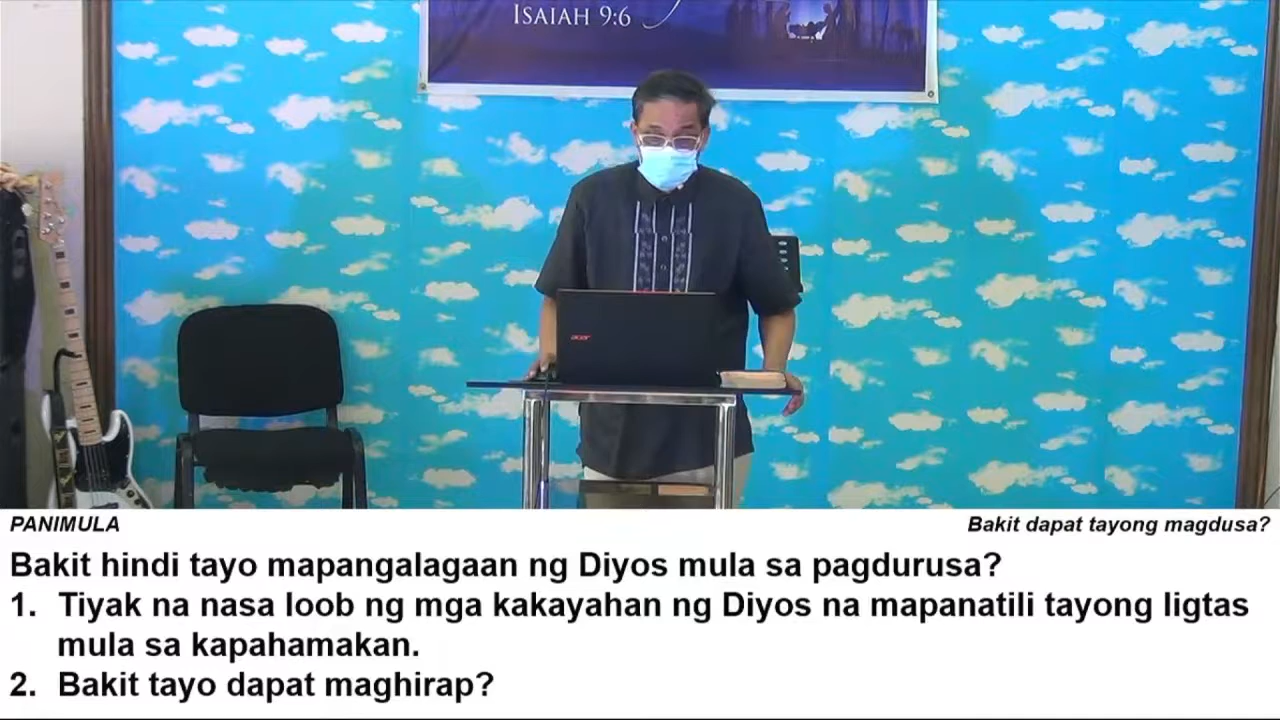 ISAIAH 9:6
acer
PANIMULA
Bakit dapat tayong magdusa?
Bakit hindi tayo mapangalagaan ng Diyos mula sa pagdurusa?
1. Tiyak na nasa loob ng mga kakayahan ng Diyos na mapanatili tayong ligtas
mula sa kapahamakan.
2. Bakit tayo dapat maghirap?